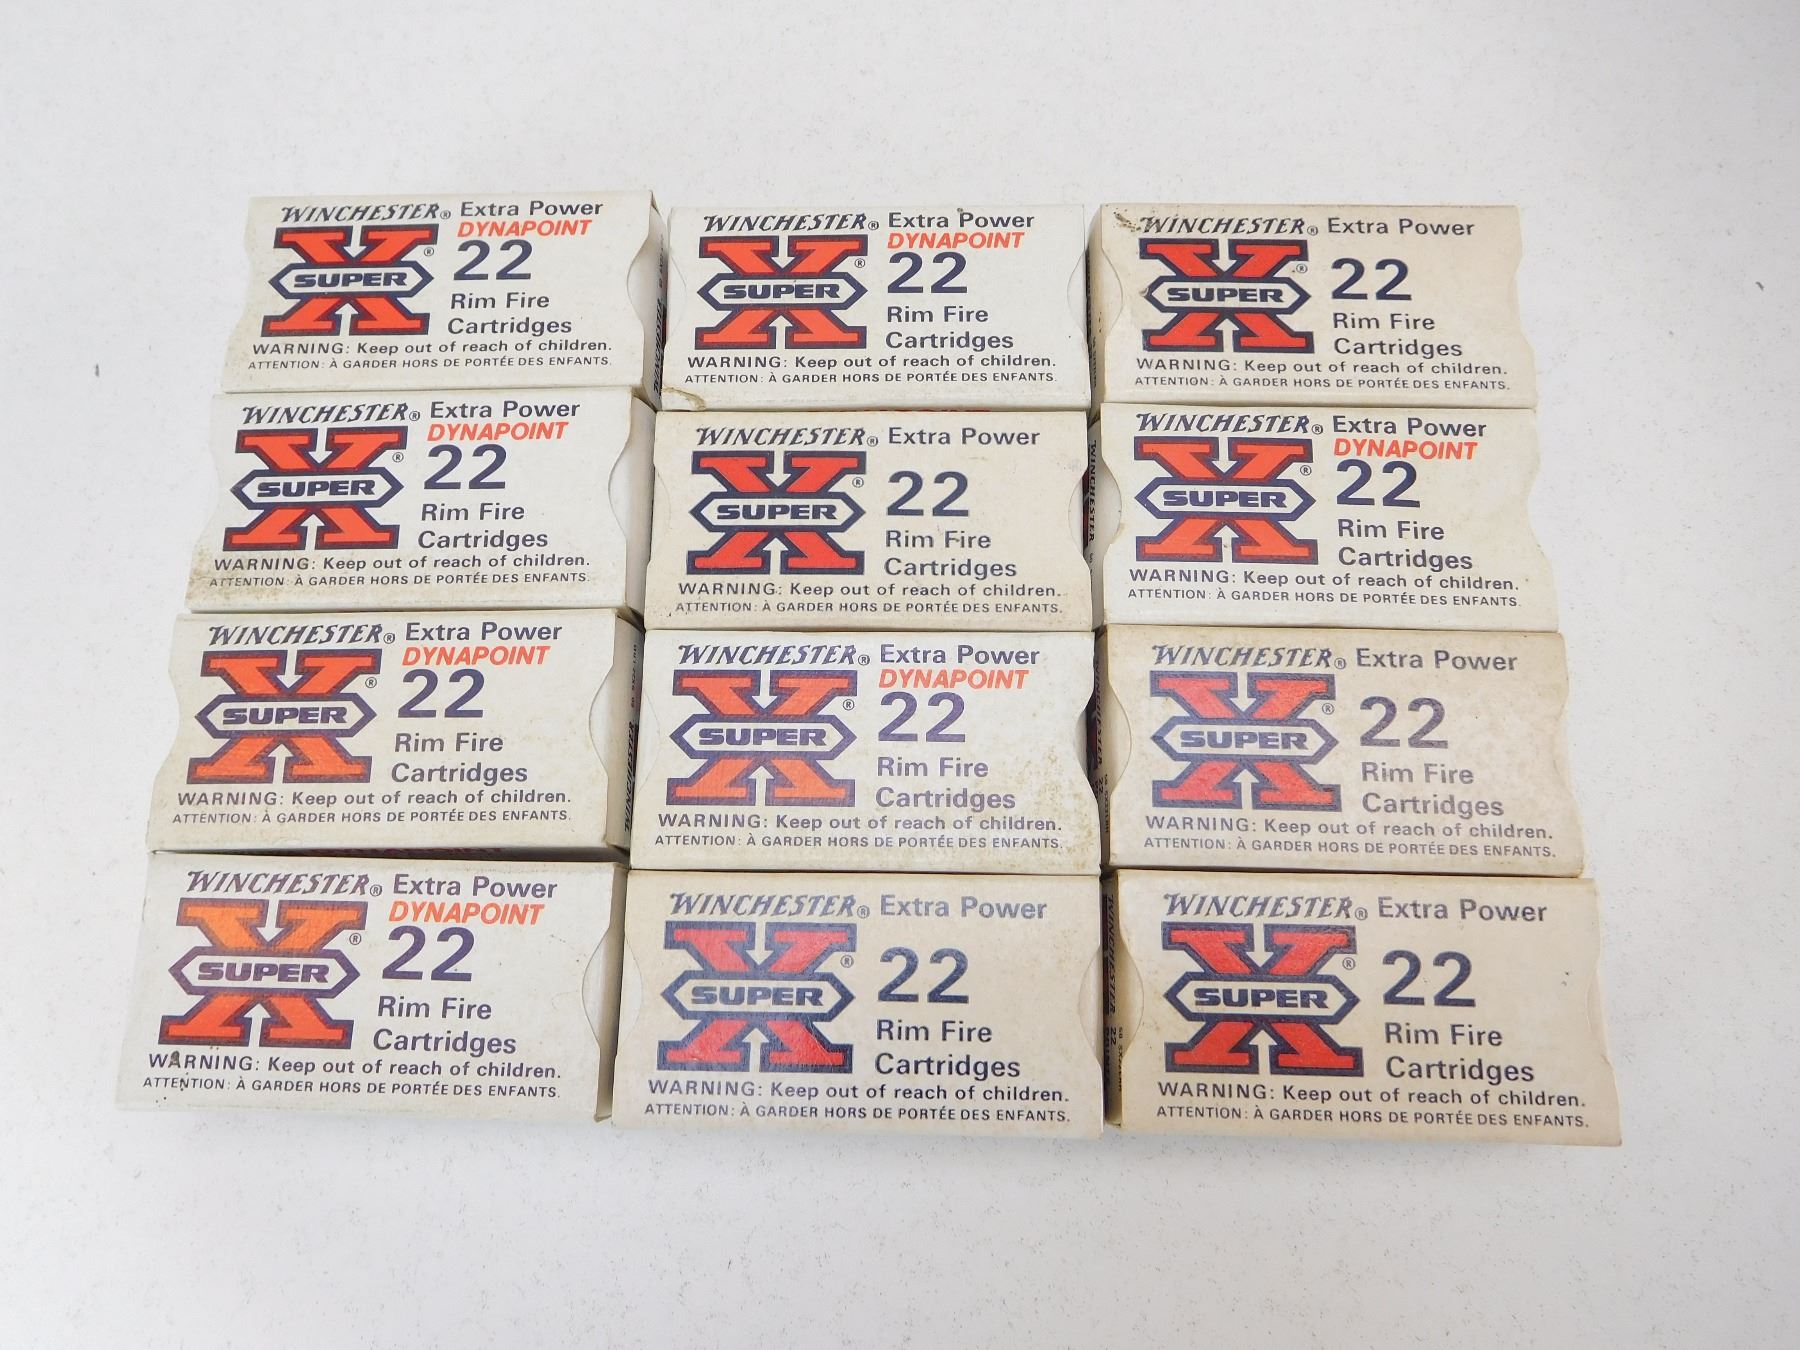 WINCHESTER® Extra Power
DYNAPOINT
SUPER X® 22
Rim Fire
Cartridges
WARNING: Keep out of reach of children.
ATTENTION: À GARDER HORS DE PORTÉE DES ENFANTS.
WINCHESTER® Extra Power
DYNAPOINT
SUPER X® 22
Rim Fire
Cartridges
WARNING: Keep out of reach of children.
ATTENTION: À GARDER HORS DE PORTÉE DES ENFANTS.
WINCHESTER® Extra Power
SUPER X® 22
Rim Fire
Cartridges
WARNING: Keep out of reach of children.
ATTENTION: À GARDER HORS DE PORTÉE DES ENFANTS.
WINCHESTER® Extra Power
DYNAPOINT
SUPER X® 22
Rim Fire
Cartridges
WARNING: Keep out of reach of children.
ATTENTION: À GARDER HORS DE PORTÉE DES ENFANTS.
WINCHESTER® Extra Power
SUPER X® 22
Rim Fire
Cartridges
WARNING: Keep out of reach of children.
ATTENTION: À GARDER HORS DE PORTÉE DES ENFANTS.
WINCHESTER® Extra Power
DYNAPOINT
SUPER X® 22
Rim Fire
Cartridges
WARNING: Keep out of reach of children.
ATTENTION: À GARDER HORS DE PORTÉE DES ENFANTS.
WINCHESTER® Extra Power
DYNAPOINT
SUPER X® 22
Rim Fire
Cartridges
WARNING: Keep out of reach of children.
ATTENTION: À GARDER HORS DE PORTÉE DES ENFANTS.
WINCHESTER® Extra Power
DYNAPOINT
SUPER X® 22
Rim Fire
Cartridges
WARNING: Keep out of reach of children.
ATTENTION: À GARDER HORS DE PORTÉE DES ENFANTS.
WINCHESTER® Extra Power
SUPER X® 22
Rim Fire
Cartridges
WARNING: Keep out of reach of children.
ATTENTION: À GARDER HORS DE PORTÉE DES ENFANTS.
WINCHESTER® Extra Power
DYNAPOINT
SUPER X® 22
Rim Fire
Cartridges
WARNING: Keep out of reach of children.
ATTENTION: À GARDER HORS DE PORTÉE DES ENFANTS.
WINCHESTER® Extra Power
SUPER X® 22
Rim Fire
Cartridges
WARNING: Keep out of reach of children.
ATTENTION: À GARDER HORS DE PORTÉE DES ENFANTS.
WINCHESTER® Extra Power
SUPER X® 22
Rim Fire
Cartridges
WARNING: Keep out of reach of children.
ATTENTION: À GARDER HORS DE PORTÉE DES ENFANTS.